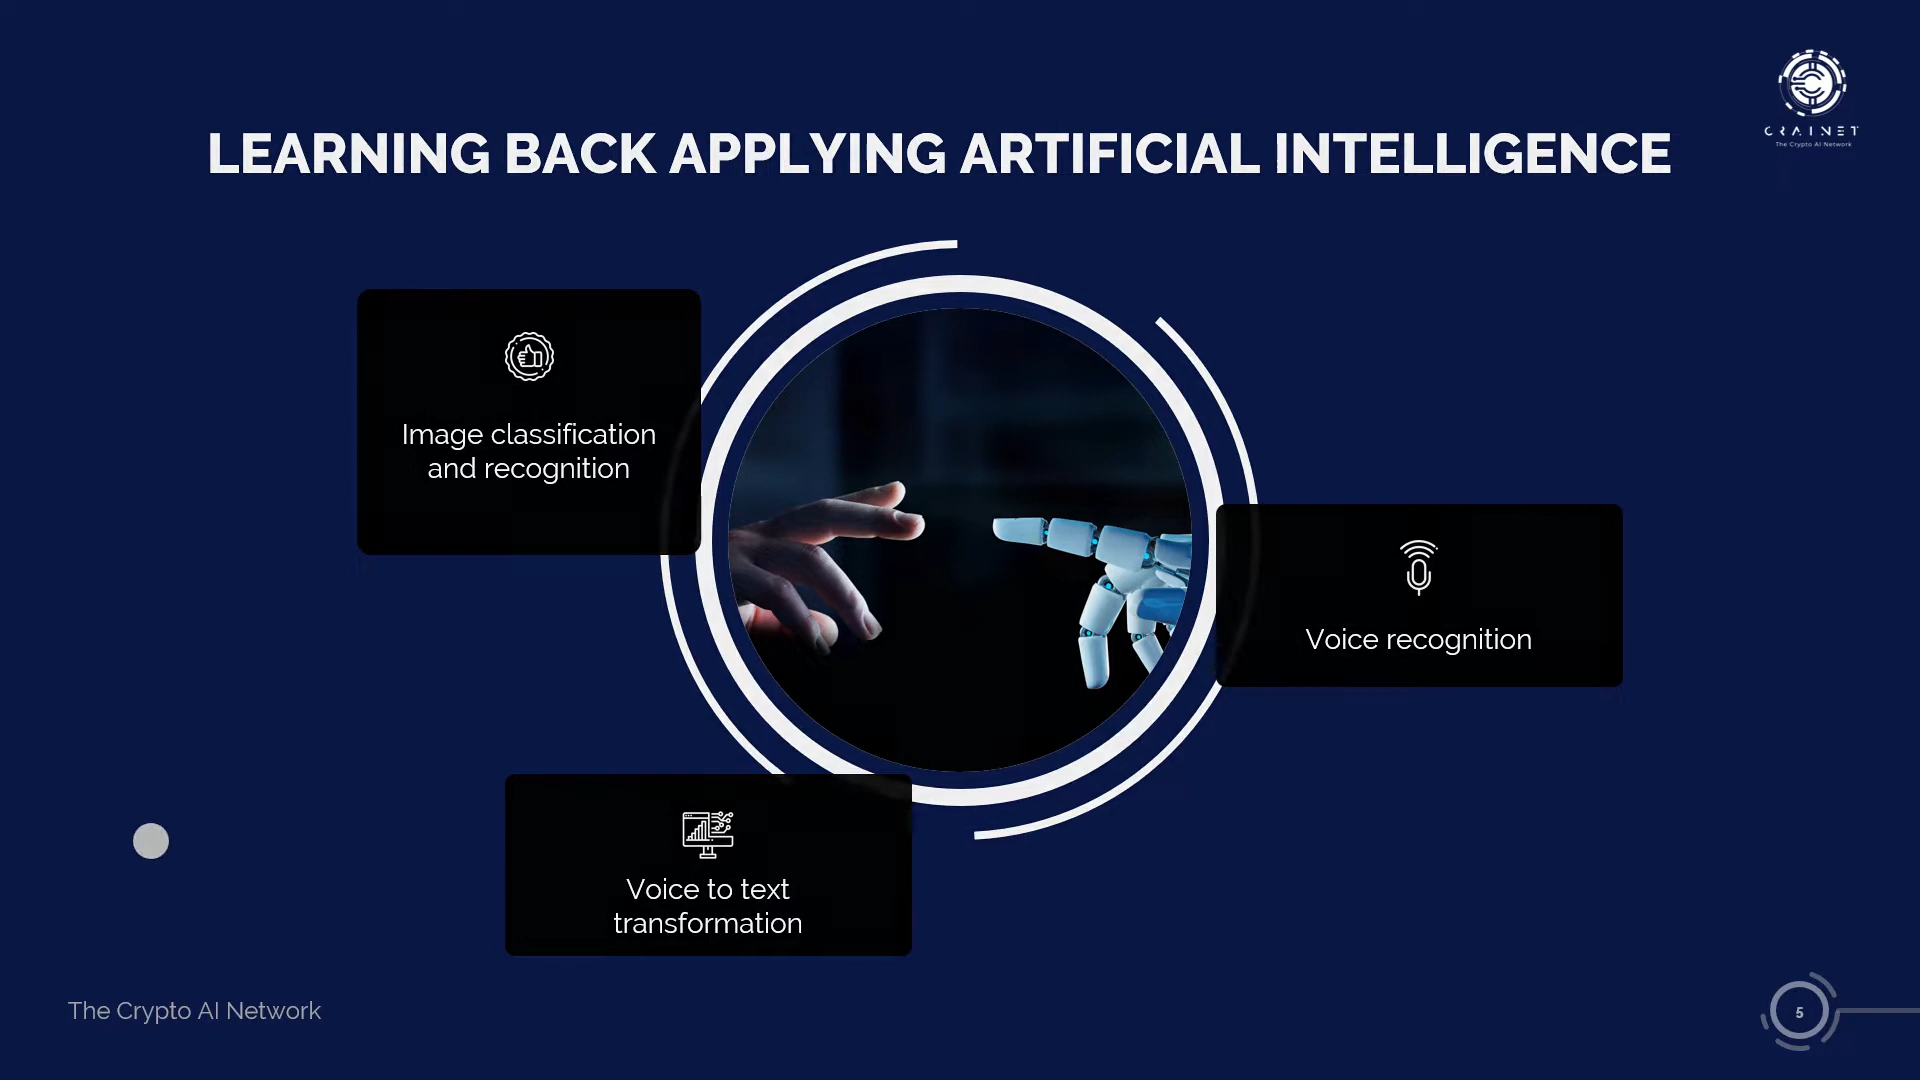 CRAINET
The Crypto AI Network
LEARNING BACK APPLYING ARTIFICIAL INTELLIGENCE
Image classification
and recognition
Voice recognition
Voice to text
transformation
The Crypto AI Network
5